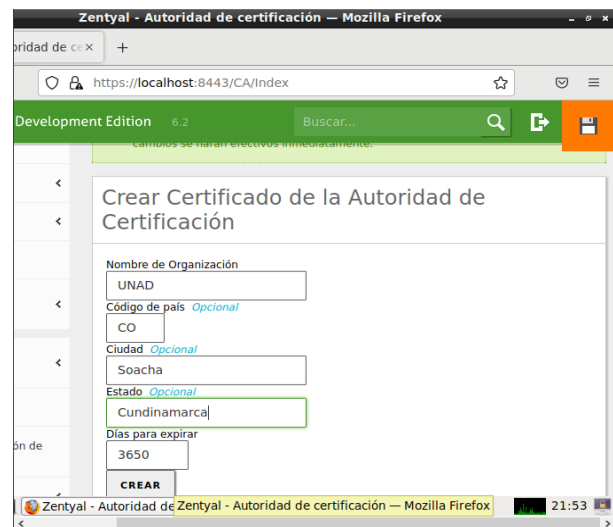 Zentyal - Autoridad de certificación — Mozilla Firefox
oridad de ce × +
https://localhost:8443/CA/Index
Development Edition 6.2 Buscar...
cambios se harán efectivos inmediatamente.
Crear Certificado de la Autoridad de
Certificación
Nombre de Organización
UNAD
Código de país Opcional
CO
Ciudad Opcional
Soacha
Estado Opcional
Cundinamarca
Días para expirar
ón de
3650
CREAR
Zentyal - Autoridad de Zentyal - Autoridad de certificación — Mozilla Firefox 21:53